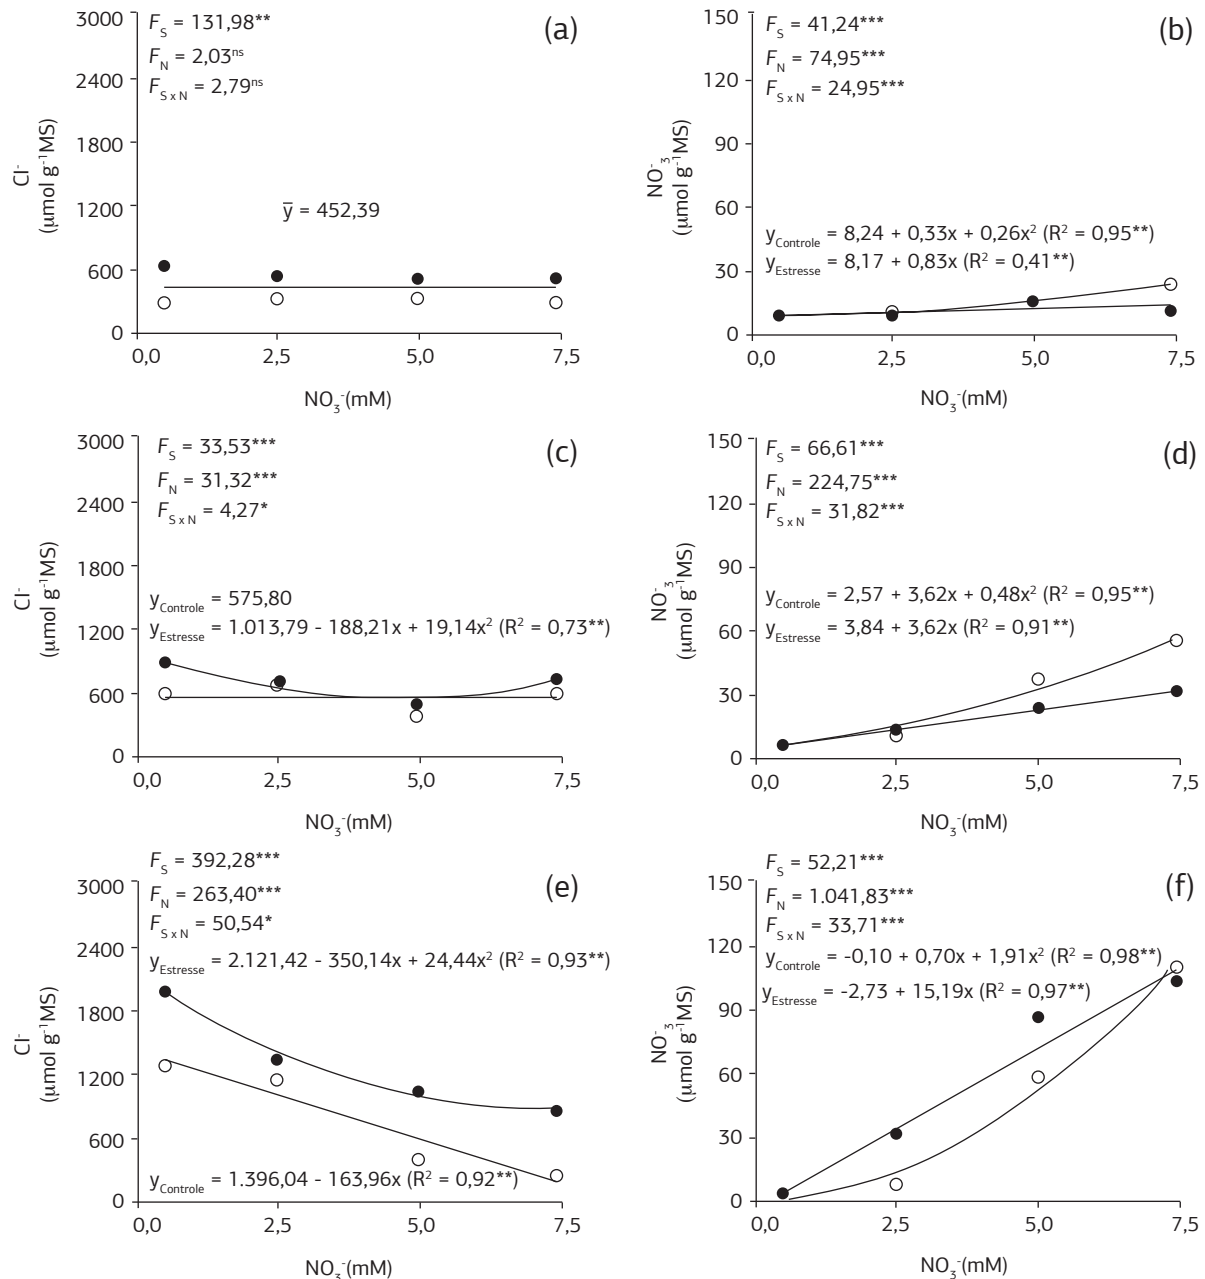 (a)
F_S = 131,98**
F_N = 2,03^ns
F_S x N = 2,79^ns
3000
2400
1800
1200
600
0
Cl⁻
(μmol g⁻¹MS)
y̅ = 452,39
0,0 2,5 5,0 7,5
NO₃⁻(mM)
(b)
F_S = 41,24***
F_N = 74,95***
F_S x N = 24,95***
150
120
90
60
30
0
NO₃⁻
(μmol g⁻¹MS)
y_Controle = 8,24 + 0,33x + 0,26x² (R² = 0,95**)
y_Estresse = 8,17 + 0,83x (R² = 0,41**)
0,0 2,5 5,0 7,5
NO₃⁻(mM)
(c)
F_S = 33,53***
F_N = 31,32***
F_S x N = 4,27*
3000
2400
1800
1200
600
0
Cl⁻
(μmol g⁻¹MS)
y_Controle = 575,80
y_Estresse = 1.013,79 - 188,21x + 19,14x² (R² = 0,73**)
0,0 2,5 5,0 7,5
NO₃⁻(mM)
(d)
F_S = 66,61***
F_N = 224,75***
F_S x N = 31,82***
150
120
90
60
30
0
NO₃⁻
(μmol g⁻¹MS)
y_Controle = 2,57 + 3,62x + 0,48x² (R² = 0,95**)
y_Estresse = 3,84 + 3,62x (R² = 0,91**)
0,0 2,5 5,0 7,5
NO₃⁻(mM)
(e)
F_S = 392,28***
F_N = 263,40***
F_S x N = 50,54*
y_Estresse = 2.121,42 - 350,14x + 24,44x² (R² = 0,93**)
3000
2400
1800
1200
600
0
Cl⁻
(μmol g⁻¹MS)
y_Controle = 1.396,04 - 163,96x (R² = 0,92**)
0,0 2,5 5,0 7,5
NO₃⁻(mM)
(f)
F_S = 52,21***
F_N = 1.041,83***
F_S x N = 33,71***
y_Controle = -0,10 + 0,70x + 1,91x² (R² = 0,98**)
y_Estresse = -2,73 + 15,19x (R² = 0,97**)
150
120
90
60
30
0
NO₃⁻
(μmol g⁻¹MS)
0,0 2,5 5,0 7,5
NO₃⁻(mM)